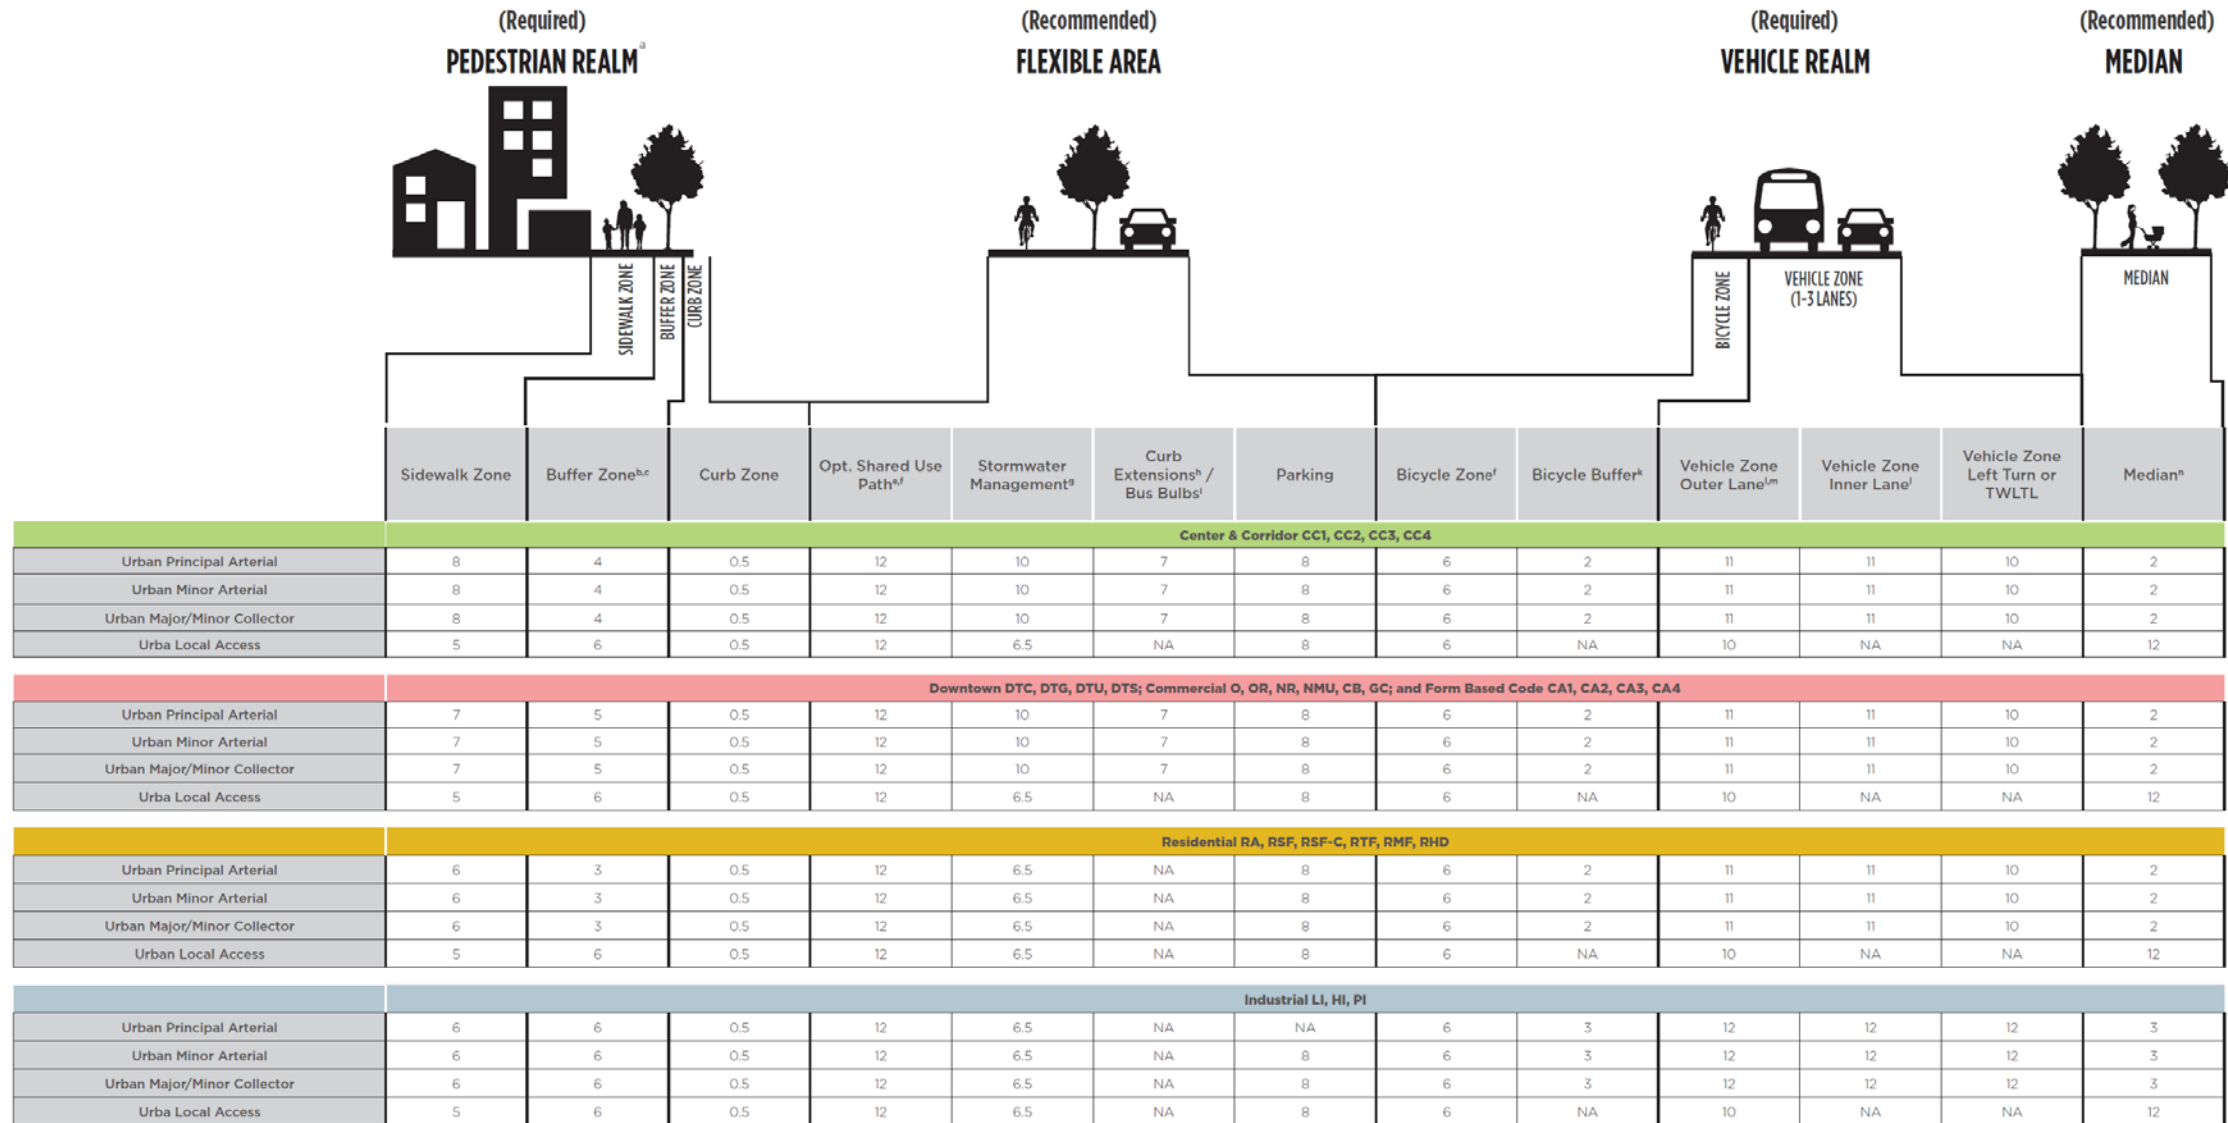 (Required)
PEDESTRIAN REALMᵃ
(Recommended)
FLEXIBLE AREA
(Required)
VEHICLE REALM
(Recommended)
MEDIAN
SIDEWALK ZONE
BUFFER ZONE
CURB ZONE
BICYCLE ZONE
VEHICLE ZONE
(1-3 LANES)
MEDIAN
Sidewalk Zone
Buffer Zoneᵇ,ᶜ
Curb Zone
Opt. Shared Use
Pathᵉ,ᶠ
Stormwater
Managementᵍ
Curb
Extensionsʰ /
Bus Bulbsⁱ
Parking
Bicycle Zoneᶠ
Bicycle Bufferᵏ
Vehicle Zone
Outer Laneˡ,ᵐ
Vehicle Zone
Inner Laneˡ
Vehicle Zone
Left Turn or
TWLTL
Medianⁿ
Center & Corridor CC1, CC2, CC3, CC4
Urban Principal Arterial 8 4 0.5 12 10 7 8 6 2 11 11 10 2
Urban Minor Arterial 8 4 0.5 12 10 7 8 6 2 11 11 10 2
Urban Major/Minor Collector 8 4 0.5 12 10 7 8 6 2 11 11 10 2
Urba Local Access 5 6 0.5 12 6.5 NA 8 6 NA 10 NA NA 12
Downtown DTC, DTG, DTU, DTS; Commercial O, OR, NR, NMU, CB, GC; and Form Based Code CA1, CA2, CA3, CA4
Urban Principal Arterial 7 5 0.5 12 10 7 8 6 2 11 11 10 2
Urban Minor Arterial 7 5 0.5 12 10 7 8 6 2 11 11 10 2
Urban Major/Minor Collector 7 5 0.5 12 10 7 8 6 2 11 11 10 2
Urba Local Access 5 6 0.5 12 6.5 NA 8 6 NA 10 NA NA 12
Residential RA, RSF, RSF-C, RTF, RMF, RHD
Urban Principal Arterial 6 3 0.5 12 6.5 NA 8 6 2 11 11 10 2
Urban Minor Arterial 6 3 0.5 12 6.5 NA 8 6 2 11 11 10 2
Urban Major/Minor Collector 6 3 0.5 12 6.5 NA 8 6 2 11 11 10 2
Urban Local Access 5 6 0.5 12 6.5 NA 8 6 NA 10 NA NA 12
Industrial LI, HI, PI
Urban Principal Arterial 6 6 0.5 12 6.5 NA NA 6 3 12 12 12 3
Urban Minor Arterial 6 6 0.5 12 6.5 NA 8 6 3 12 12 12 3
Urban Major/Minor Collector 6 6 0.5 12 6.5 NA 8 6 3 12 12 12 3
Urba Local Access 5 6 0.5 12 6.5 NA 8 6 NA 10 NA NA 12